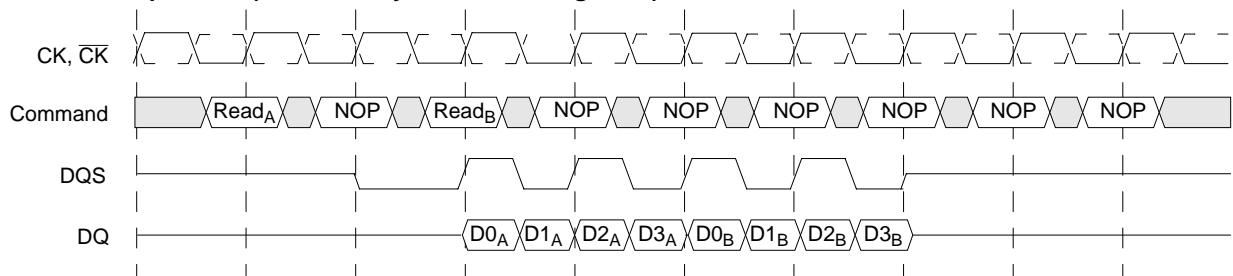 CK, C̅K̅
Command Read_A NOP Read_B NOP NOP NOP NOP NOP NOP
DQS
DQ D0_A D1_A D2_A D3_A D0_B D1_B D2_B D3_B